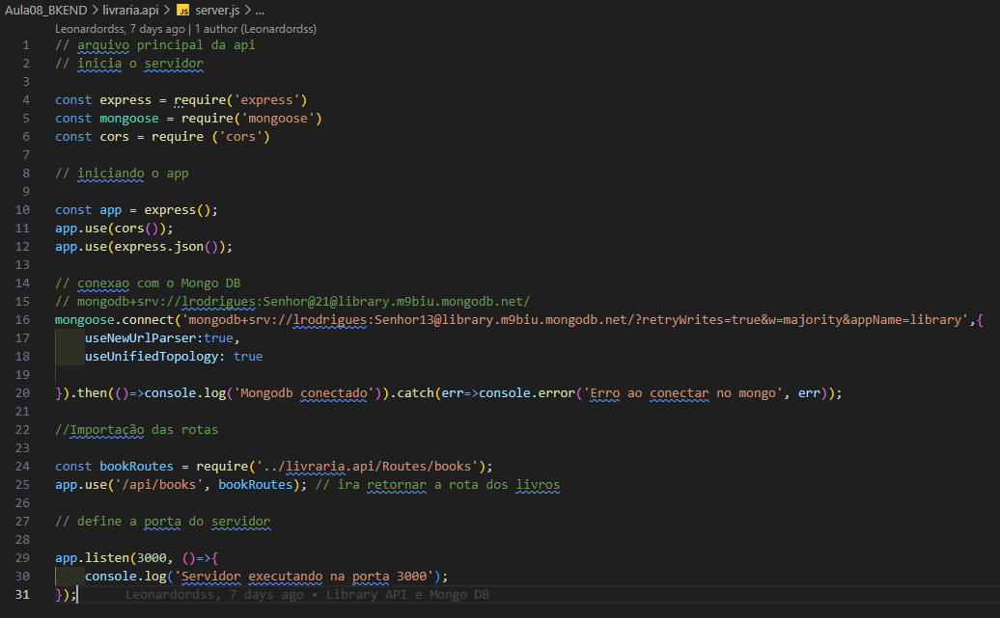 Aula08_BKEND > livraria.api > JS server.js > ...
Leonardordss, 7 days ago | 1 author (Leonardordss)
1 // arquivo principal da api
2 // inicia o servidor
3
4 const express = require('express')
5 const mongoose = require('mongoose')
6 const cors = require ('cors')
7
8 // iniciando o app
9
10 const app = express();
11 app.use(cors());
12 app.use(express.json());
13
14 // conexao com o Mongo DB
15 // mongodb+srv://lrodrigues:Senhor@21@library.m9biu.mongodb.net/
16 mongoose.connect('mongodb+srv://lrodrigues:Senhor13@library.m9biu.mongodb.net/?retryWrites=true&w=majority&appName=library',{
17 useNewUrlParser:true,
18 useUnifiedTopology: true
19
20 }).then(()=>console.log('Mongodb conectado')).catch(err=>console.error('Erro ao conectar no mongo', err));
21
22 //Importação das rotas
23
24 const bookRoutes = require('../livraria.api/Routes/books');
25 app.use('/api/books', bookRoutes); // ira retornar a rota dos livros
26
27 // define a porta do servidor
28
29 app.listen(3000, ()=>{
30 console.log('Servidor executando na porta 3000');
31 }); Leonardordss, 7 days ago • Library API e Mongo DB